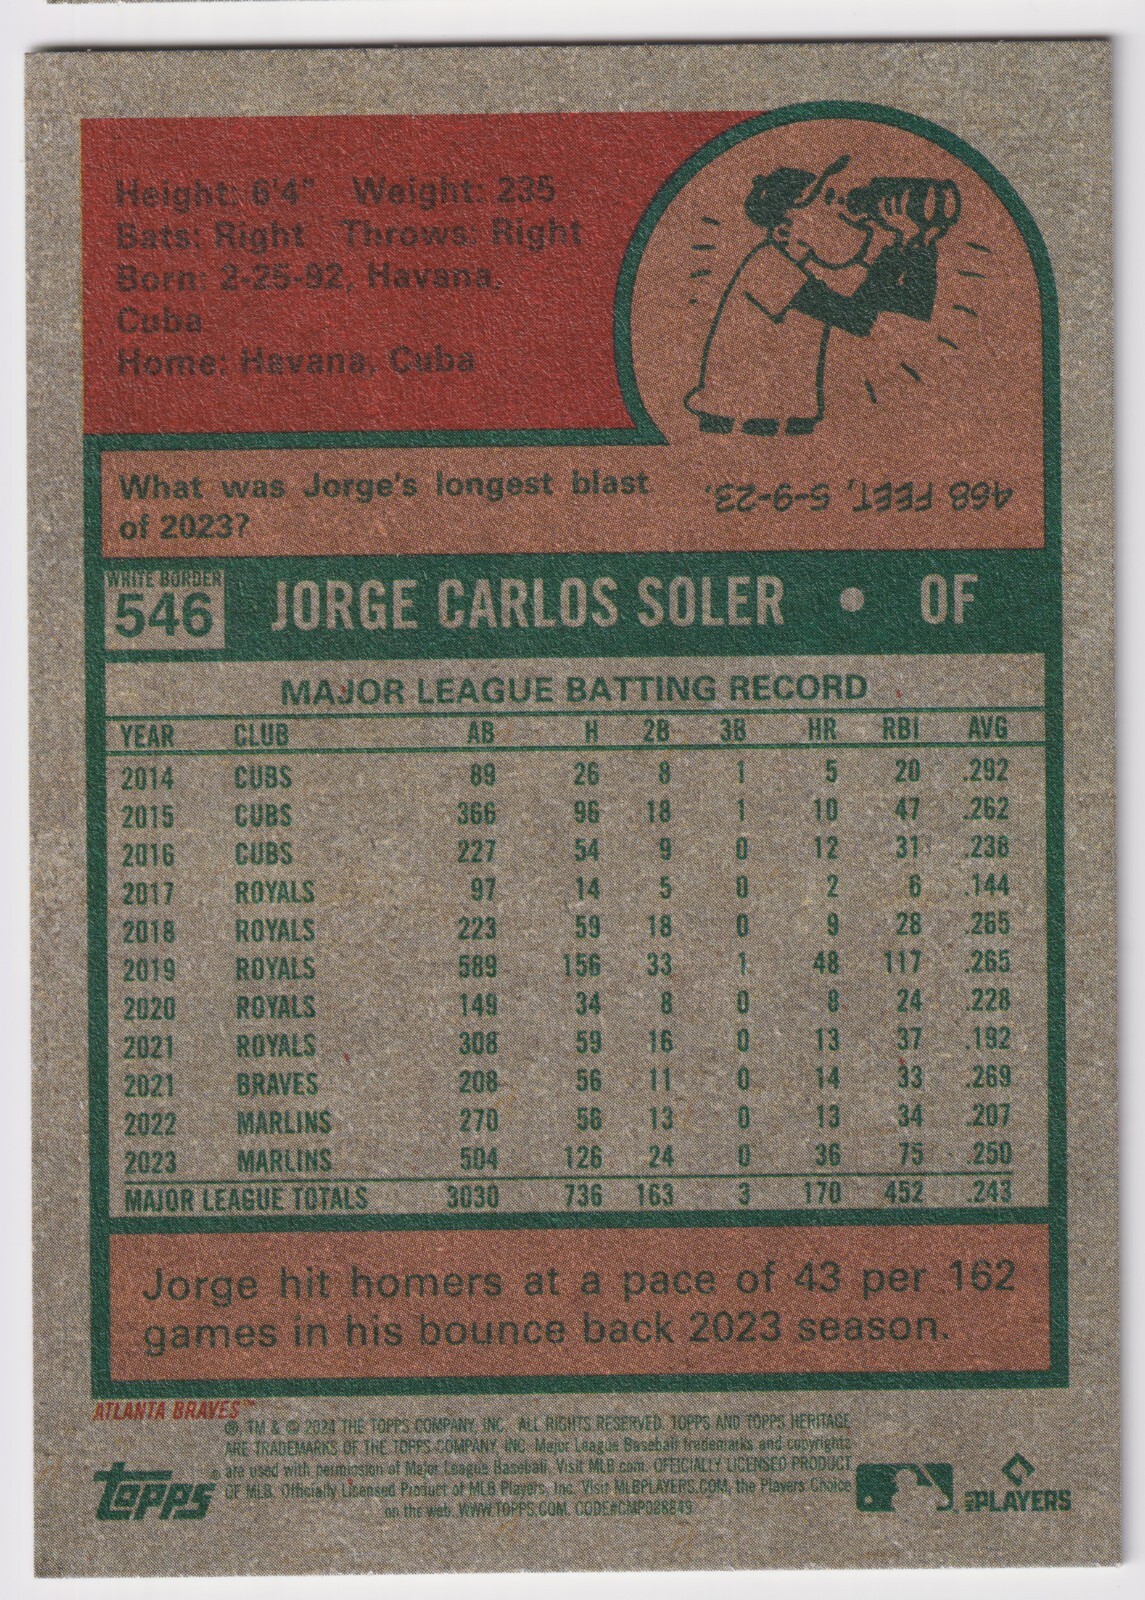 Height: 6'4" Weight: 235
Bats: Right Throws: Right
Born: 2-25-92, Havana,
Cuba
Home: Havana, Cuba
What was Jorge's longest blast
of 2023?
468 FEET, 5-9-23.
WHITE BORDER
546
JORGE CARLOS SOLER • OF
MAJOR LEAGUE BATTING RECORD
YEAR CLUB AB H 2B 3B HR RBI AVG
2014 CUBS 89 26 8 1 5 20 .292
2015 CUBS 366 96 18 1 10 47 .262
2016 CUBS 227 54 9 0 12 31 .238
2017 ROYALS 97 14 5 0 2 6 .144
2018 ROYALS 223 59 18 0 9 28 .265
2019 ROYALS 589 156 33 1 48 117 .265
2020 ROYALS 149 34 8 0 8 24 .228
2021 ROYALS 308 59 16 0 13 37 .192
2021 BRAVES 208 56 11 0 14 33 .269
2022 MARLINS 270 56 13 0 13 34 .207
2023 MARLINS 504 126 24 0 36 75 .250
MAJOR LEAGUE TOTALS 3030 736 163 3 170 452 .243
Jorge hit homers at a pace of 43 per 162
games in his bounce back 2023 season.
ATLANTA BRAVES™
®, TM & © 2024 THE TOPPS COMPANY, INC. ALL RIGHTS RESERVED. TOPPS AND TOPPS HERITAGE
ARE TRADEMARKS OF THE TOPPS COMPANY, INC. Major League Baseball trademarks and copyrights
are used with permission of Major League Baseball. Visit MLB.com. OFFICIALLY LICENSED PRODUCT
OF MLB. Officially Licensed Product of MLB Players, Inc. Visit MLBPLAYERS.COM, the Players Choice
on the web. WWW.TOPPS.COM. CODE#CMP088849
topps®
MLB PLAYERS